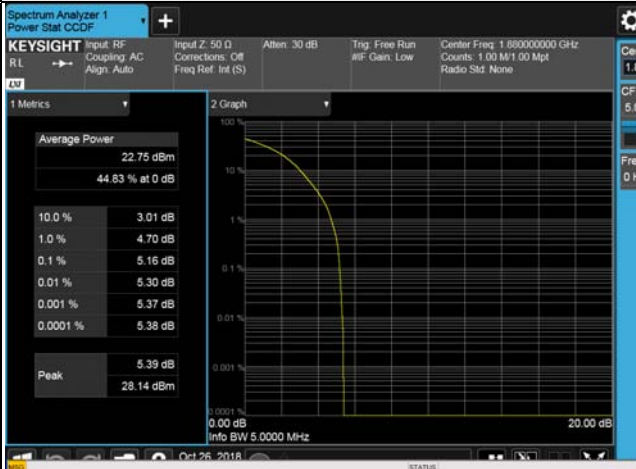 Spectrum Analyzer 1
Power Stat CCDF
+
KEYSIGHT
RL
LXI
Input: RF
Coupling: AC
Align: Auto
Input Z: 50 Ω
Corrections: Off
Freq Ref: Int (S)
Atten: 30 dB
Trig: Free Run
#IF Gain: Low
Center Freq: 1.880000000 GHz
Counts: 1.00 M/1.00 Mpt
Radio Std: None
1 Metrics
Average Power
22.75 dBm
44.83 % at 0 dB
10.0 % 3.01 dB
1.0 % 4.70 dB
0.1 % 5.16 dB
0.01 % 5.30 dB
0.001 % 5.37 dB
0.0001 % 5.38 dB
Peak
5.39 dB
28.14 dBm
2 Graph
100 %
10 %
1 %
0.1 %
0.01 %
0.001 %
0.0001 %
0.00 dB
20.00 dB
Info BW 5.0000 MHz
Oct 26, 2018
MSG
STATUS
CF